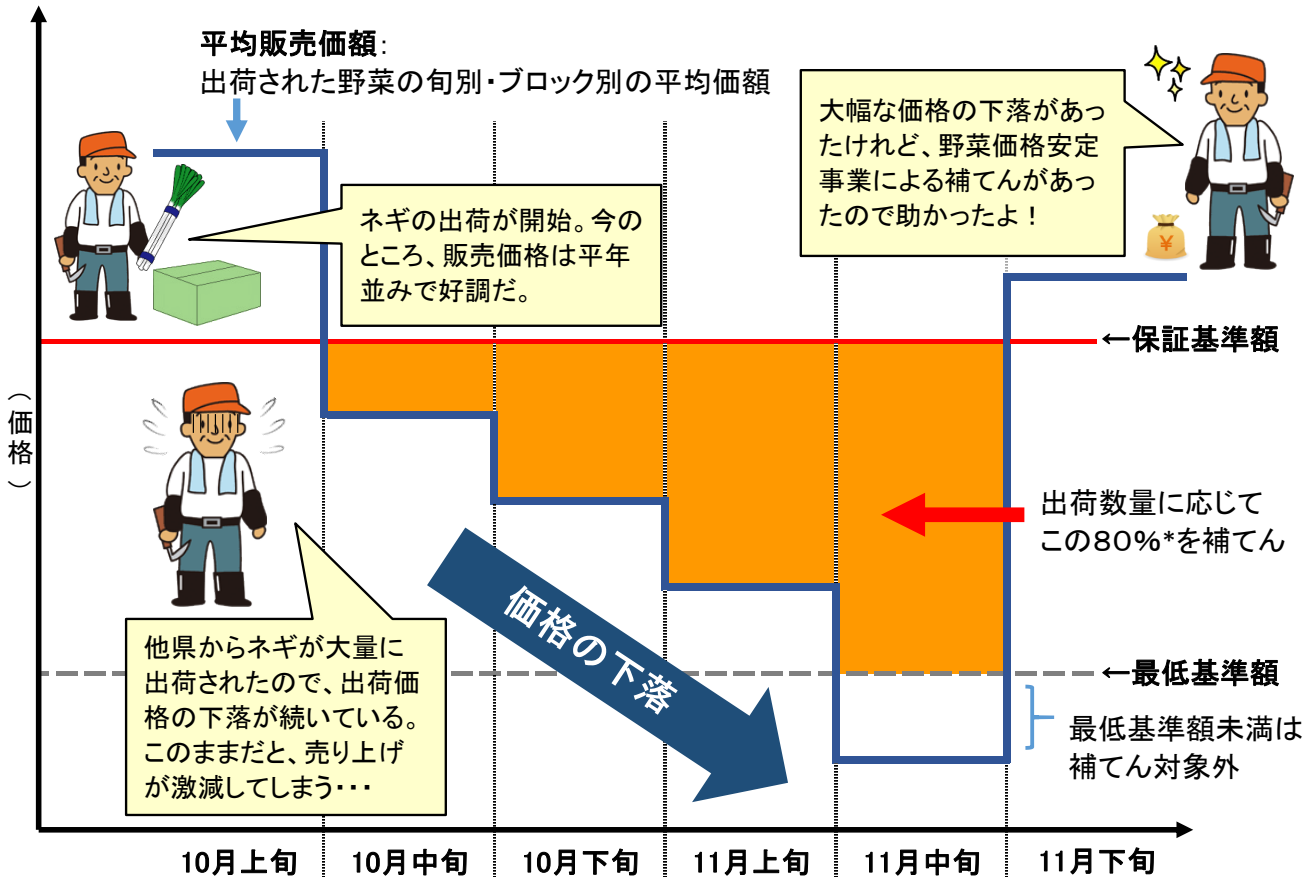 平均販売価額：
出荷された野菜の旬別・ブロック別の平均価額
大幅な価格の下落があっ
たけれど、野菜価格安定
事業による補てんがあっ
たので助かったよ！
ネギの出荷が開始。今の
ところ、販売価格は平年
並みで好調だ。
¥
←保証基準額
（価格）
出荷数量に応じて
この８０％*を補てん
価格の下落
他県からネギが大量に
出荷されたので、出荷価
格の下落が続いている。
このままだと、売り上げ
が激減してしまう・・・
←最低基準額
最低基準額未満は
補てん対象外
10月上旬
10月中旬
10月下旬
11月上旬
11月中旬
11月下旬